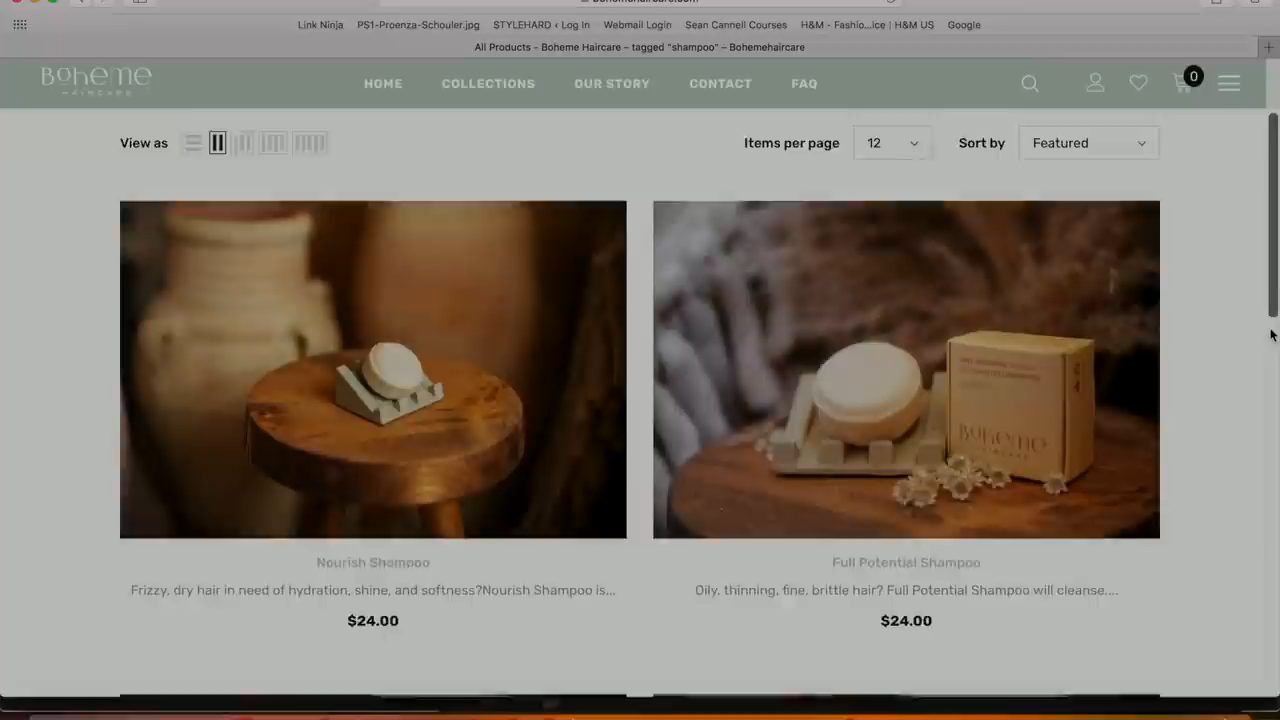 Link Ninja PS1-Proenza-Schouler.jpg STYLEHARD ‹ Log In Webmail Login Sean Cannell Courses H&M - Fashio...ice | H&M US Google
All Products - Boheme Haircare – tagged "shampoo" – Bohemehaircare
BOHEME
HAIRCARE
HOME COLLECTIONS OUR STORY CONTACT FAQ
0
View as
Items per page 12 Sort by Featured
BOHEME
HAIRCARE
Nourish Shampoo
Frizzy, dry hair in need of hydration, shine, and softness?Nourish Shampoo is...
$24.00
Full Potential Shampoo
Oily, thinning, fine, brittle hair? Full Potential Shampoo will cleanse....
$24.00